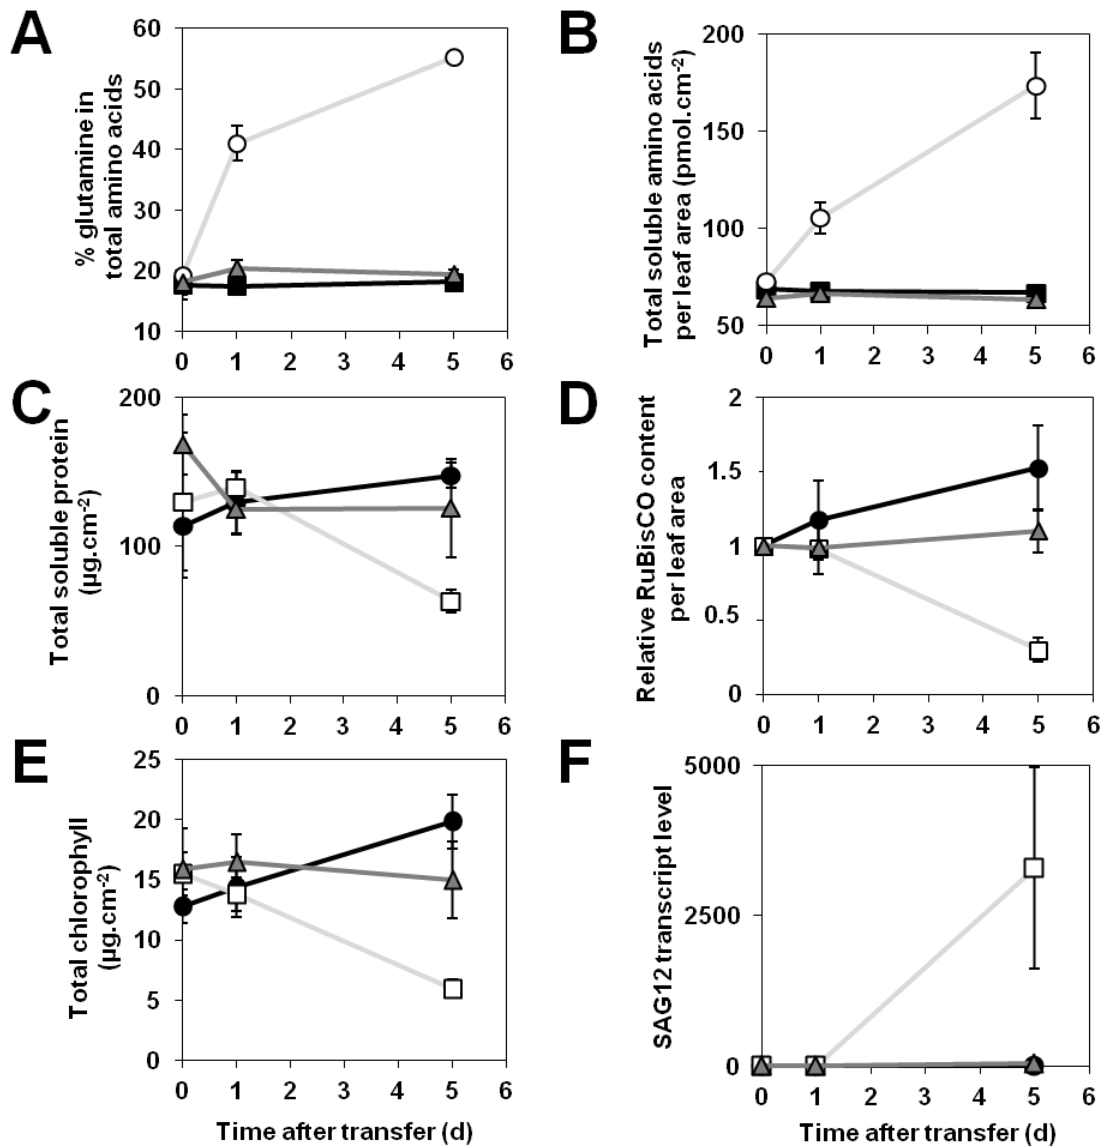 A
% glutamine in
total amino acids
60
50
40
30
20
10
0 1 2 3 4 5 6
B
Total soluble amino acids
per leaf area (pmol.cm-2)
200
150
100
50
0 1 2 3 4 5 6
C
Total soluble protein
(µg.cm-2)
200
100
0
0 1 2 3 4 5 6
D
Relative RuBisCO content
per leaf area
2
1.5
1
0.5
0
0 1 2 3 4 5 6
E
Total chlorophyll
(µg.cm-2)
25
20
15
10
5
0
0 1 2 3 4 5 6
Time after transfer (d)
F
SAG12 transcript level
5000
2500
0
0 1 2 3 4 5 6
Time after transfer (d)